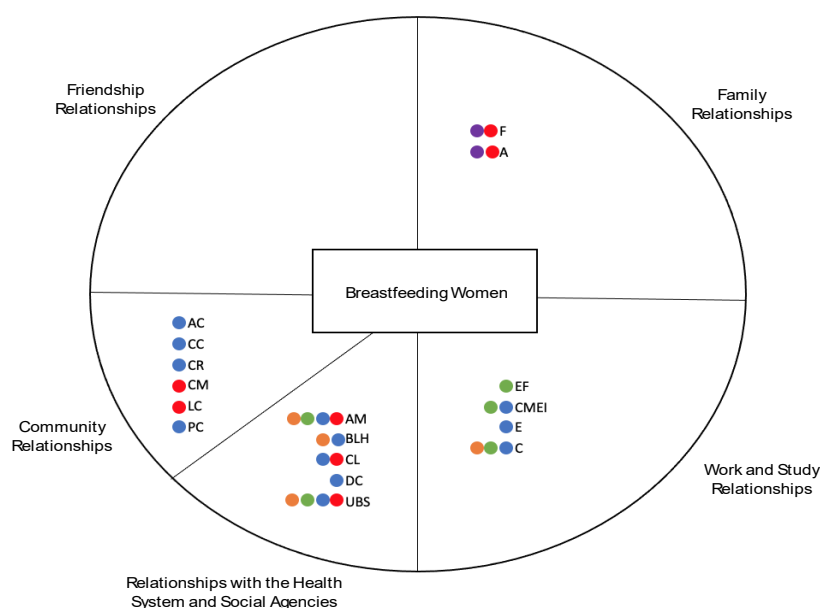 Friendship
Relationships
Family
Relationships
F
A
Breastfeeding Women
AC
CC
CR
CM
LC
PC
Community
Relationships
AM
BLH
CL
DC
UBS
EF
CMEI
E
C
Work and Study
Relationships
Relationships with the Health
System and Social Agencies